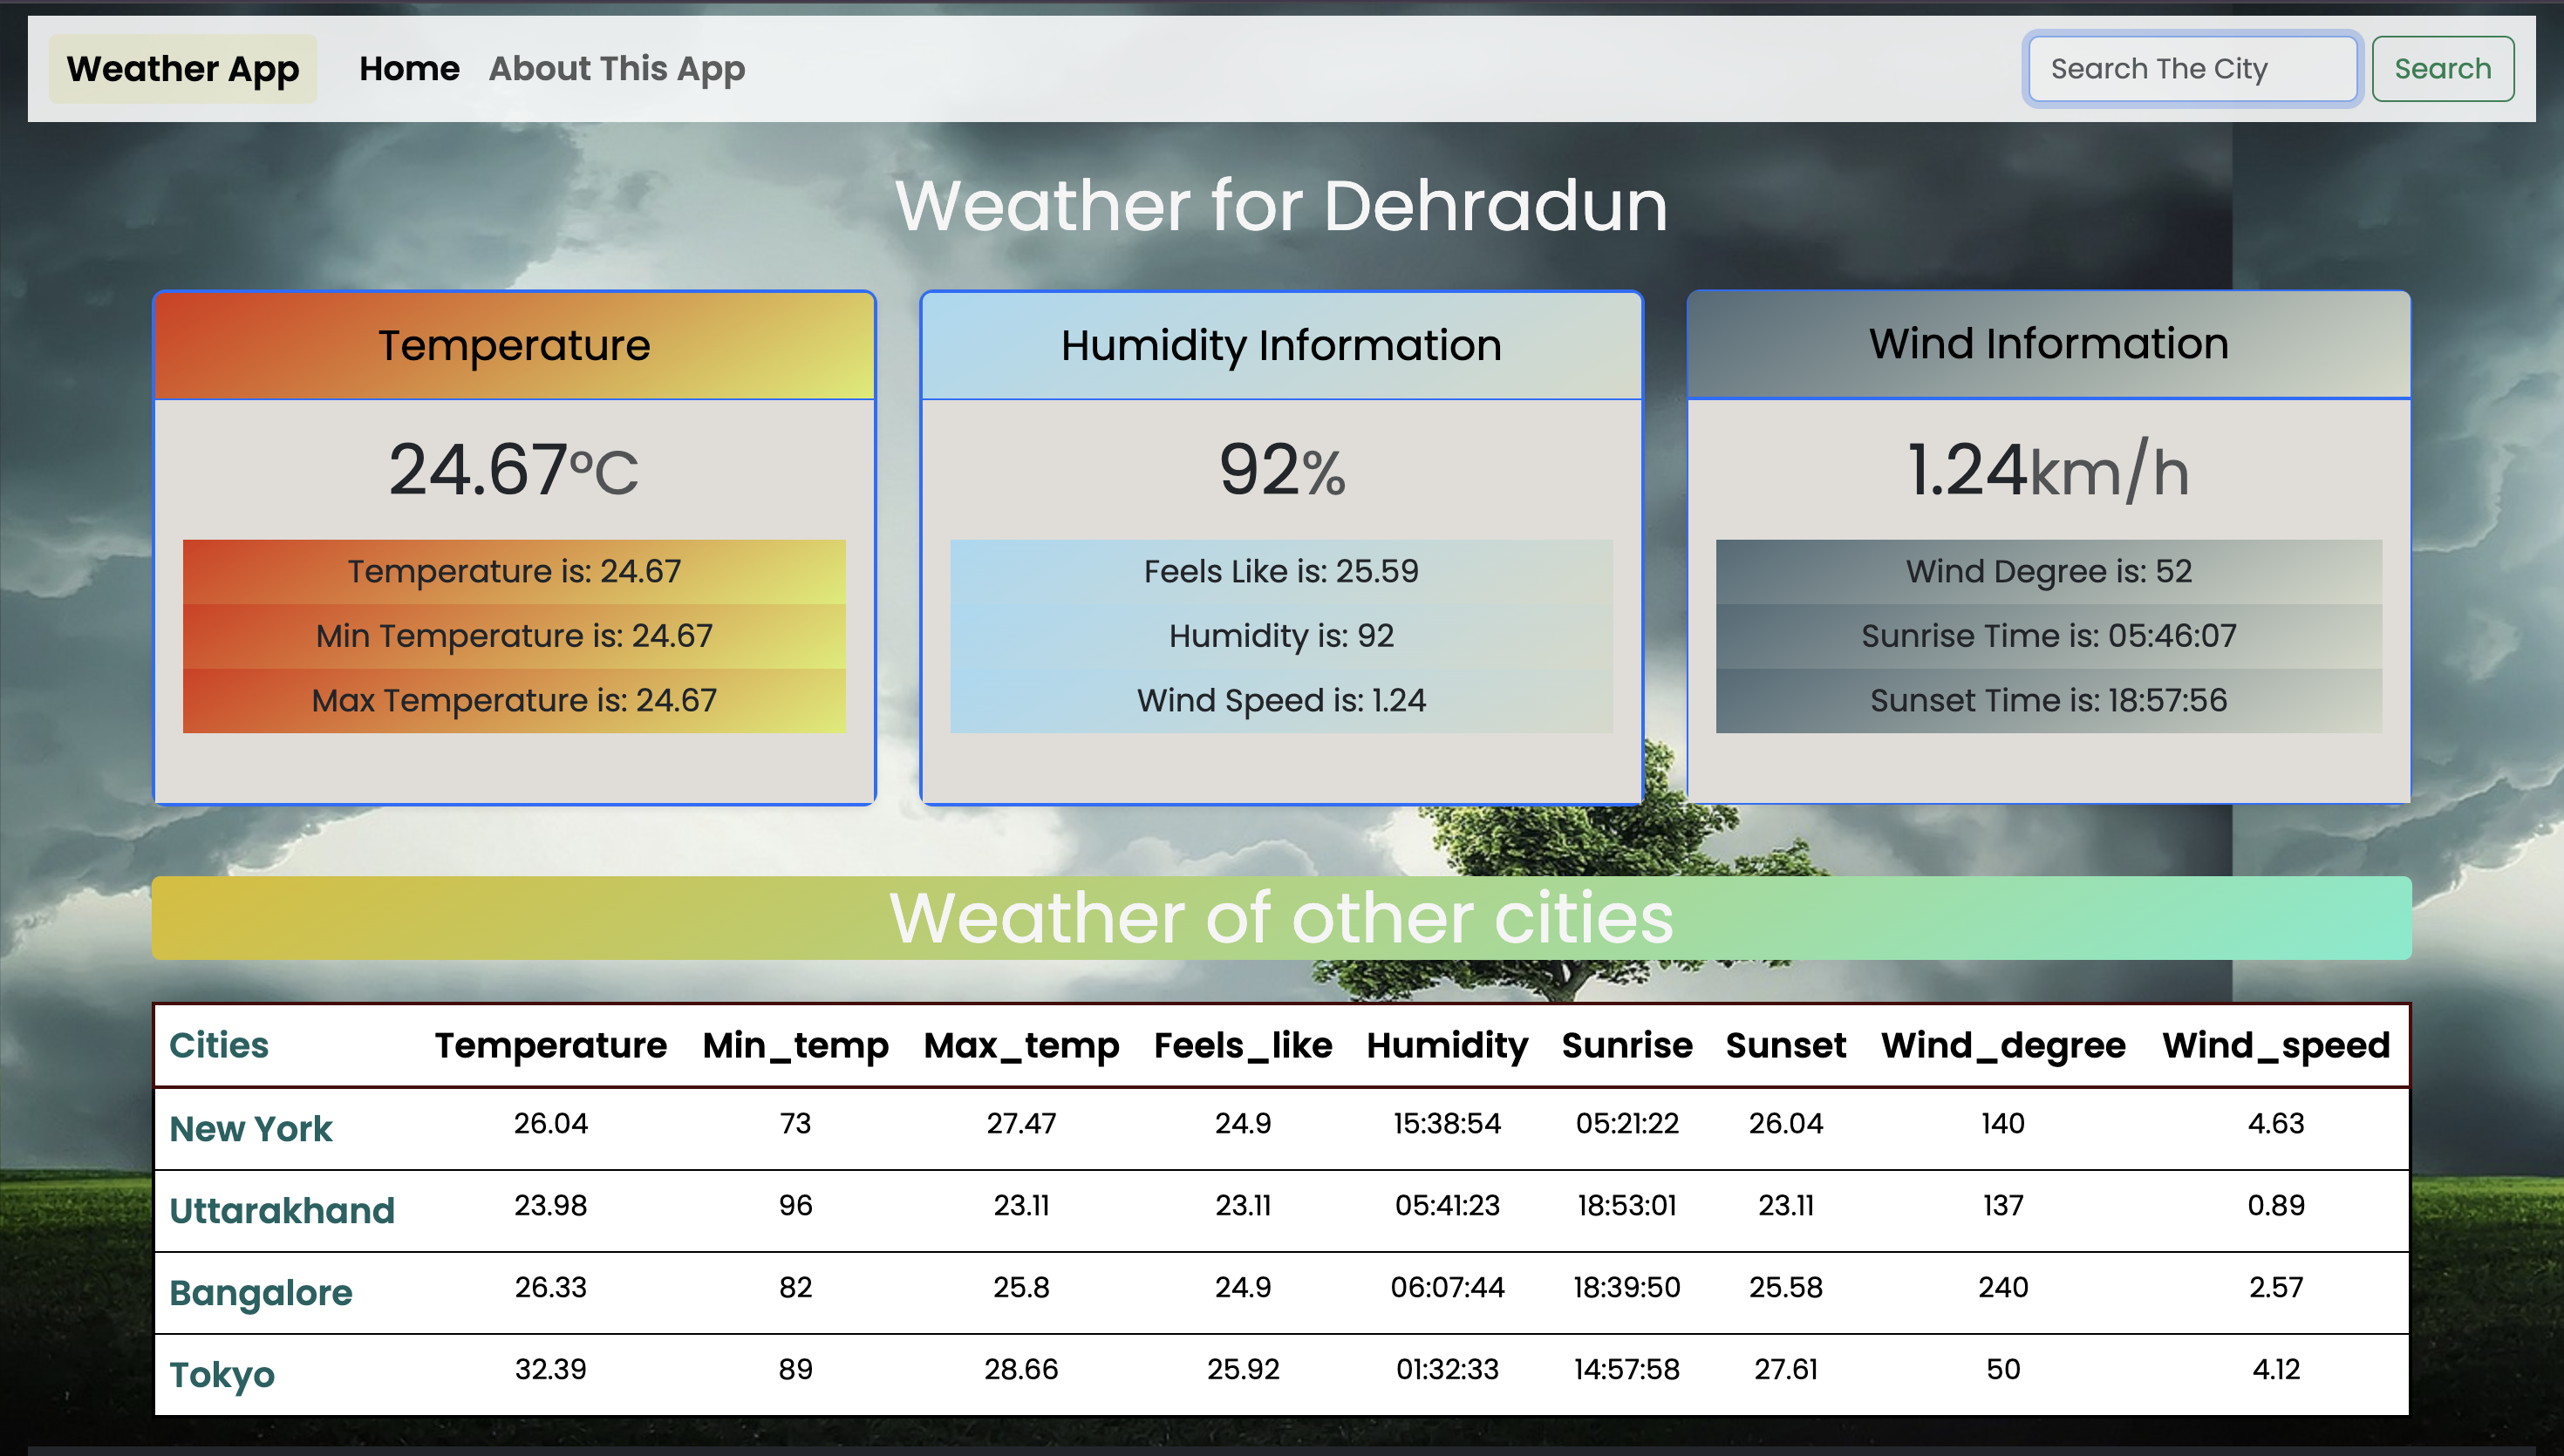 Weather App Home About This App Search The City Search
Weather for Dehradun
Temperature
24.67°C
Temperature is: 24.67
Min Temperature is: 24.67
Max Temperature is: 24.67
Humidity Information
92%
Feels Like is: 25.59
Humidity is: 92
Wind Speed is: 1.24
Wind Information
1.24km/h
Wind Degree is: 52
Sunrise Time is: 05:46:07
Sunset Time is: 18:57:56
Weather of other cities
Cities Temperature Min_temp Max_temp Feels_like Humidity Sunrise Sunset Wind_degree Wind_speed
New York 26.04 73 27.47 24.9 15:38:54 05:21:22 26.04 140 4.63
Uttarakhand 23.98 96 23.11 23.11 05:41:23 18:53:01 23.11 137 0.89
Bangalore 26.33 82 25.8 24.9 06:07:44 18:39:50 25.58 240 2.57
Tokyo 32.39 89 28.66 25.92 01:32:33 14:57:58 27.61 50 4.12